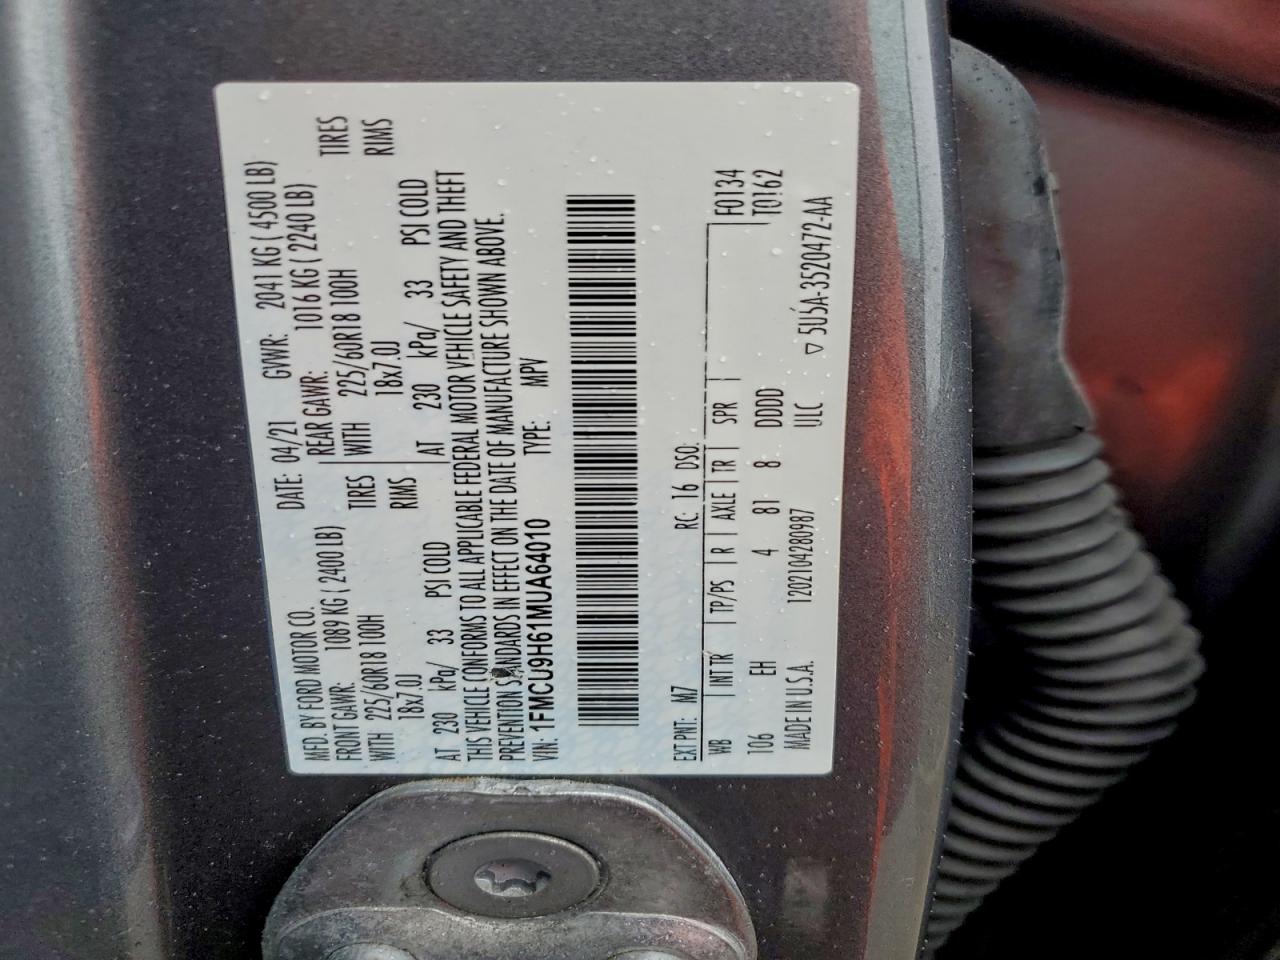 MFD. BY FORD MOTOR CO. DATE: 04/21 GVWR: 2041 KG ( 4500 LB)
FRONT GAWR: 1089 KG ( 2400 LB) REAR GAWR: 1016 KG ( 2240 LB)
WITH 225/60R18 100H TIRES WITH 225/60R18 100H TIRES
18x7.0J RIMS 18x7.0J RIMS
AT 230 kPa/ 33 PSI COLD AT 230 kPa/ 33 PSI COLD
THIS VEHICLE CONFORMS TO ALL APPLICABLE FEDERAL MOTOR VEHICLE SAFETY AND THEFT
PREVENTION STANDARDS IN EFFECT ON THE DATE OF MANUFACTURE SHOWN ABOVE.
VIN: 1FMCU9H61MUA64010 TYPE: MPV
EXT PNT: M7 RC: 16 DSO: F0134
WB INT TR TP/PS R AXLE TR SPR T0162
106 EH 4 81 8 DDDD
MADE IN U.S.A. 120210428098​7 ULC ▽ 5U5A-3520472-AA